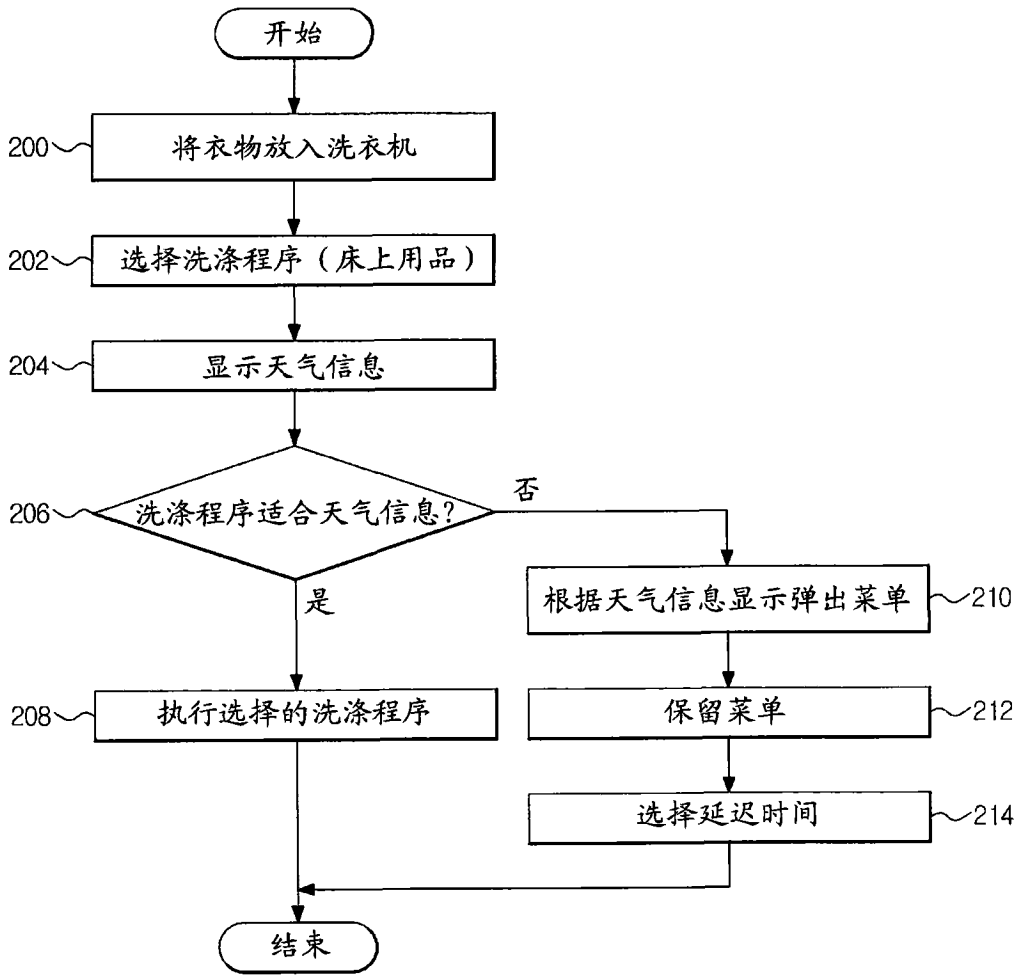 开始
200
将衣物放入洗衣机
202
选择洗涤程序（床上用品）
204
显示天气信息
206
洗涤程序适合天气信息?
否
是
根据天气信息显示弹出菜单
210
208
执行选择的洗涤程序
保留菜单
212
选择延迟时间
214
结束